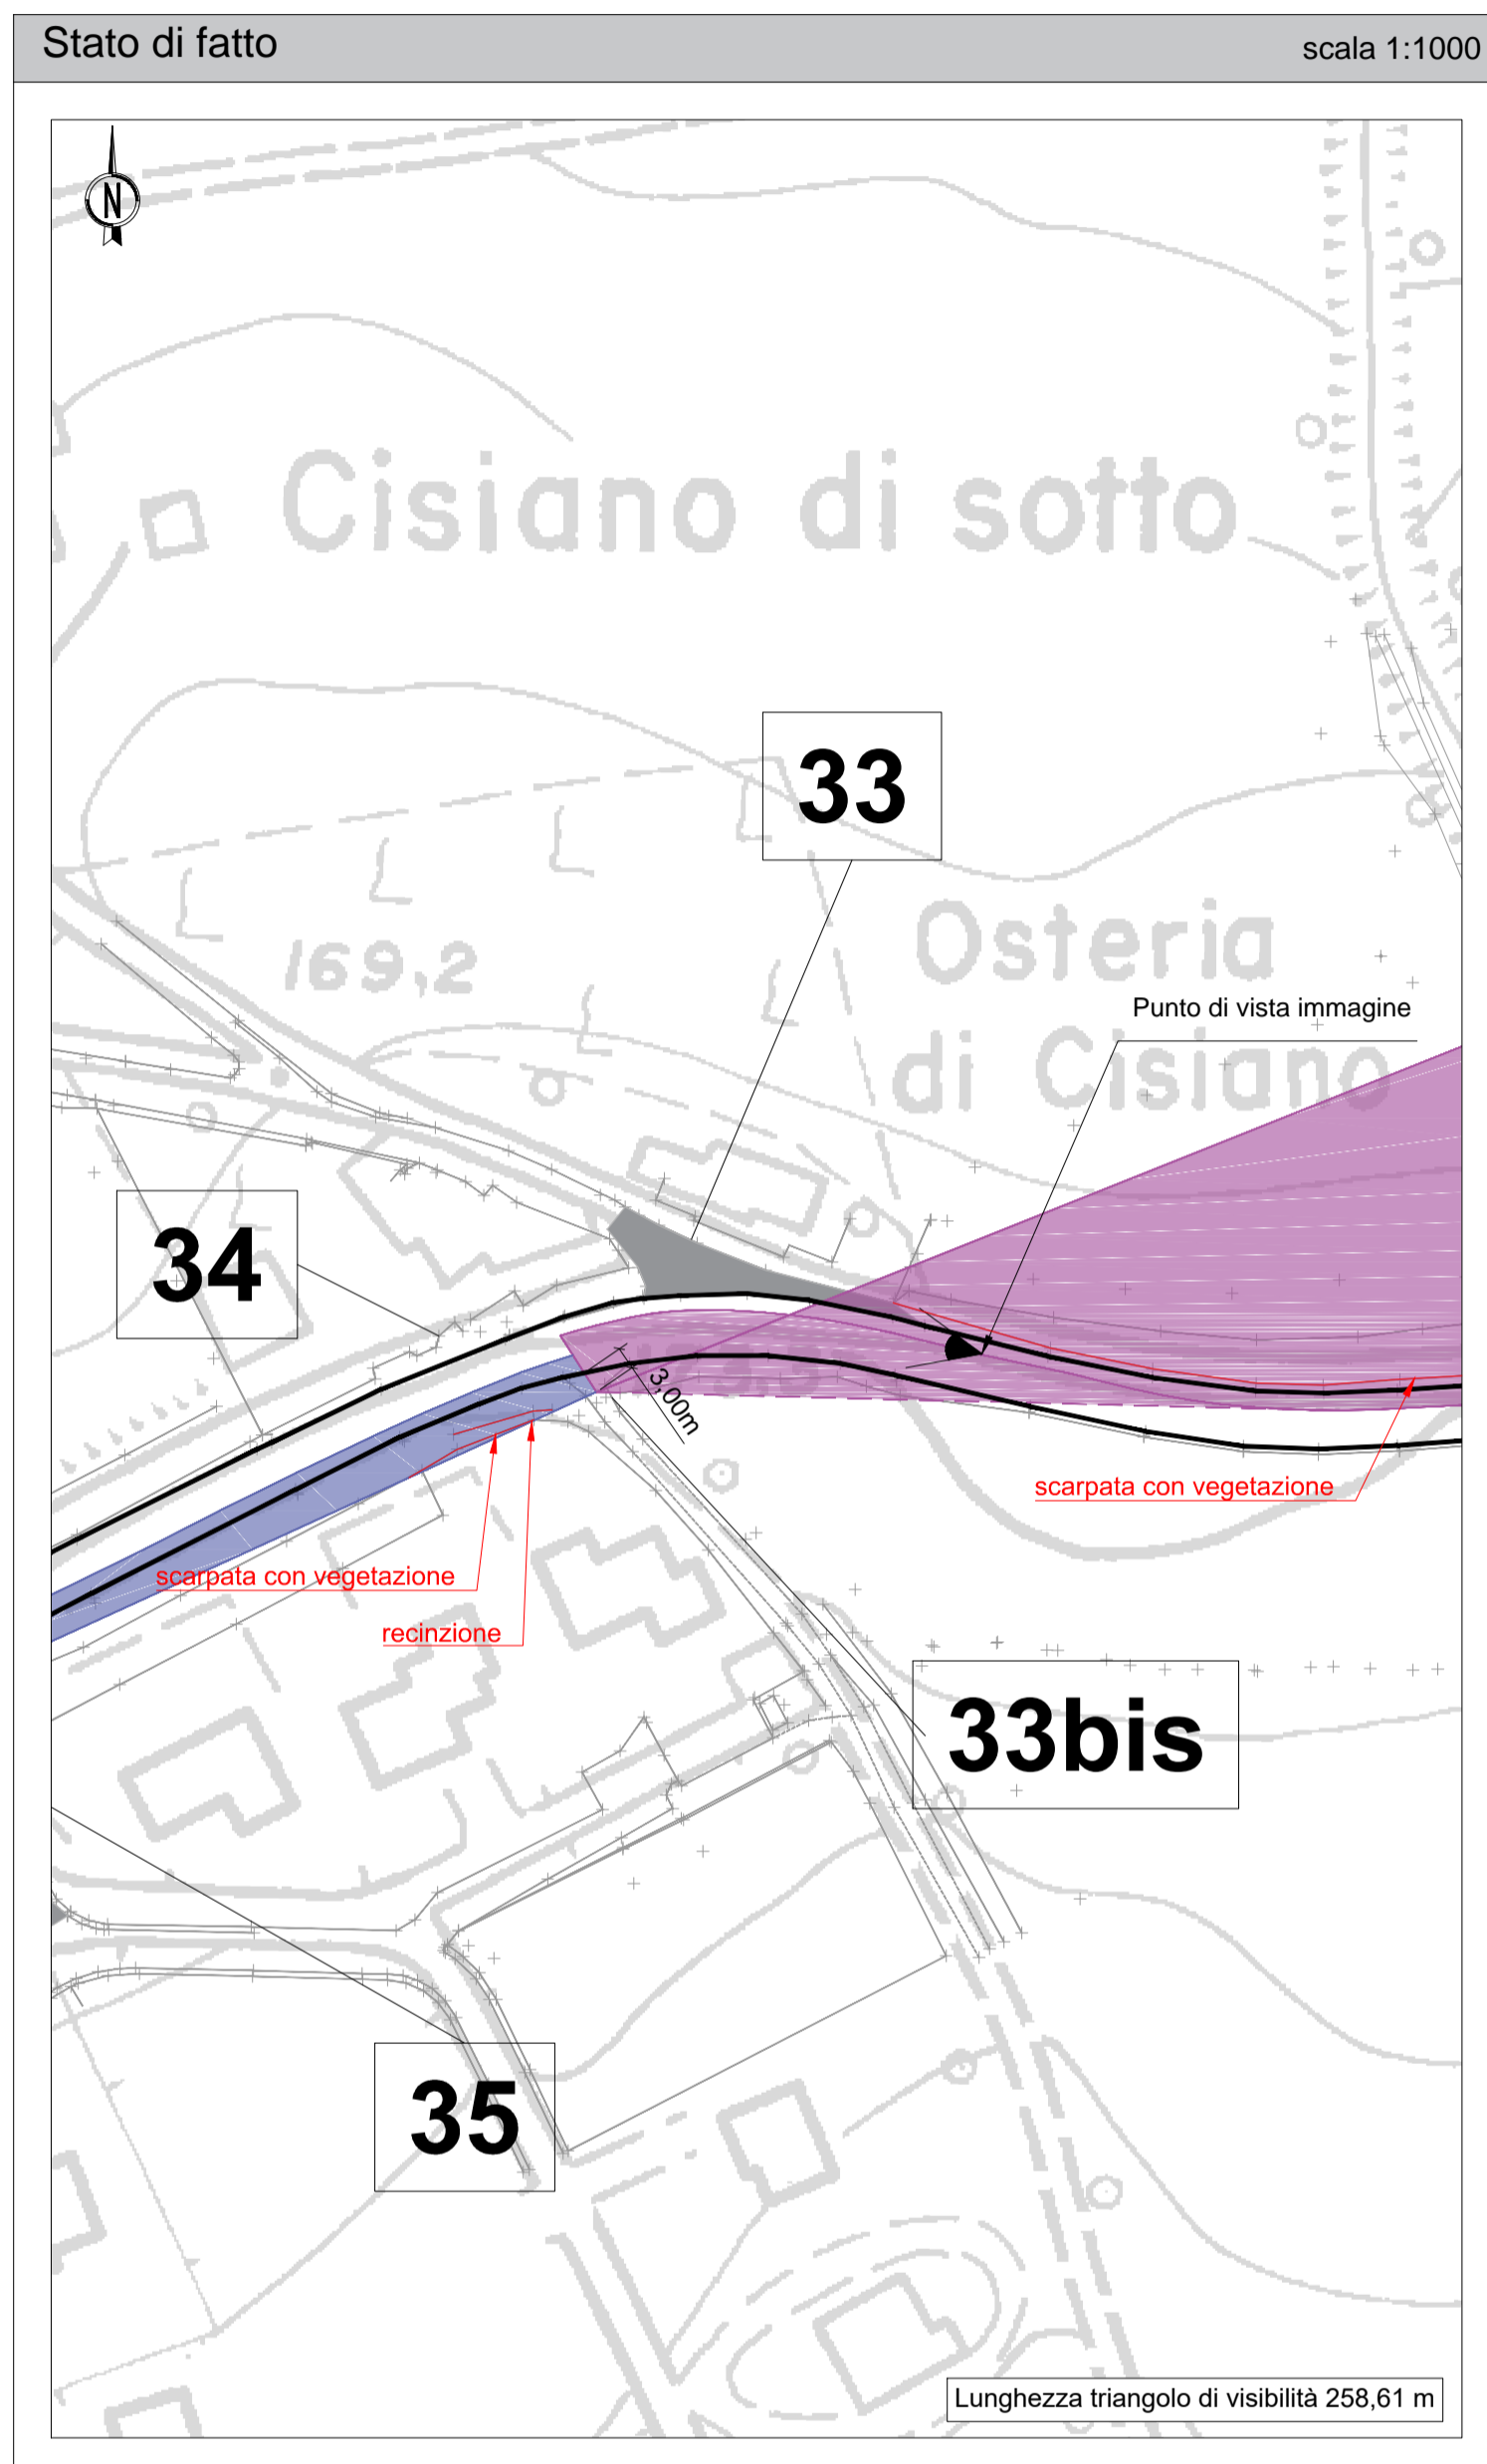 Stato di fatto
scala 1:1000
N
Cisiano di sotto
33
Osteria
169,2
Punto di vista immagine
di Cisiano
34
3,00m
scarpata con vegetazione
scarpata con vegetazione
recinzione
33bis
35
Lunghezza triangolo di visibilità 258,61 m